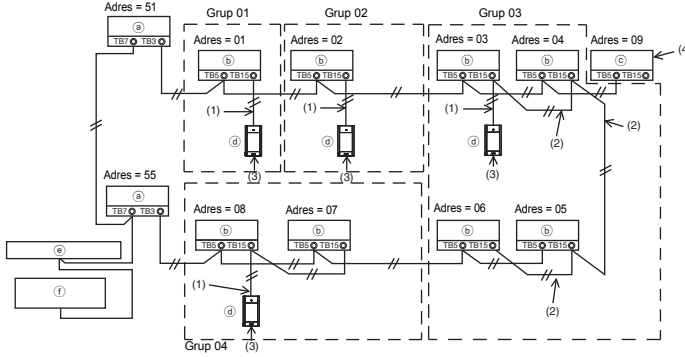 Adres = 51
Grup 01
Grup 02
Grup 03
ⓐ
TB7 TB3
Adres = 01
Adres = 02
Adres = 03
Adres = 04
Adres = 09
ⓑ
ⓑ
ⓑ
ⓑ
ⓒ
TB5 TB15
TB5 TB15
TB5 TB15
TB5 TB15
TB5 TB15
(1)
(1)
(1)
(2)
(2)
ⓓ
ⓓ
ⓓ
(3)
(3)
(3)
Adres = 55
ⓐ
TB7 TB3
Adres = 08
Adres = 07
Adres = 06
Adres = 05
ⓑ
ⓑ
ⓑ
ⓑ
TB5 TB15
TB5 TB15
TB5 TB15
TB5 TB15
ⓔ
ⓕ
(1)
(2)
ⓓ
(3)
Grup 04